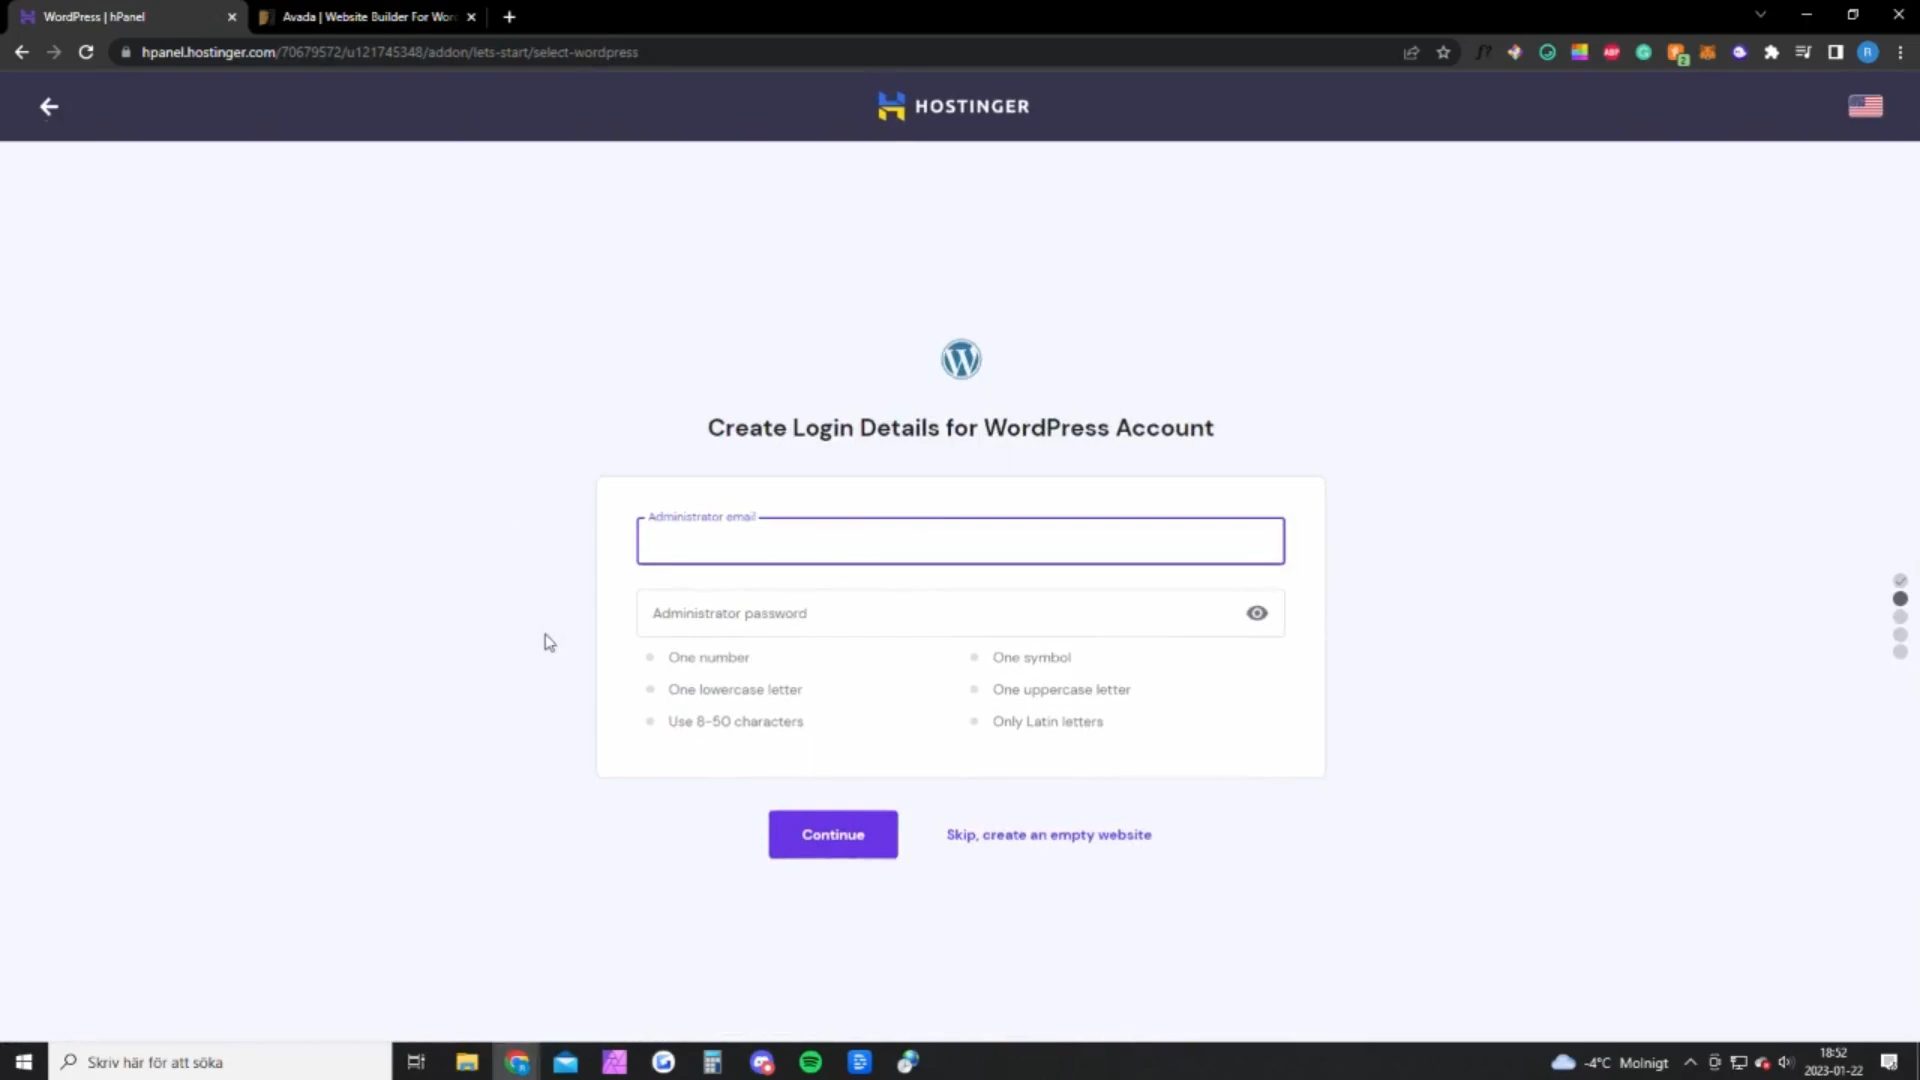 WordPress | hPanel
Avada | Website Builder For Wor
hpanel.hostinger.com/70679572/u121745348/addon/lets-start/select-wordpress
HOSTINGER
Create Login Details for WordPress Account
Administrator email
Administrator password
One number
One symbol
One lowercase letter
One uppercase letter
Use 8-50 characters
Only Latin letters
Continue
Skip, create an empty website
Skriv här för att söka
-4°C Molnigt
18:52
2023-01-22